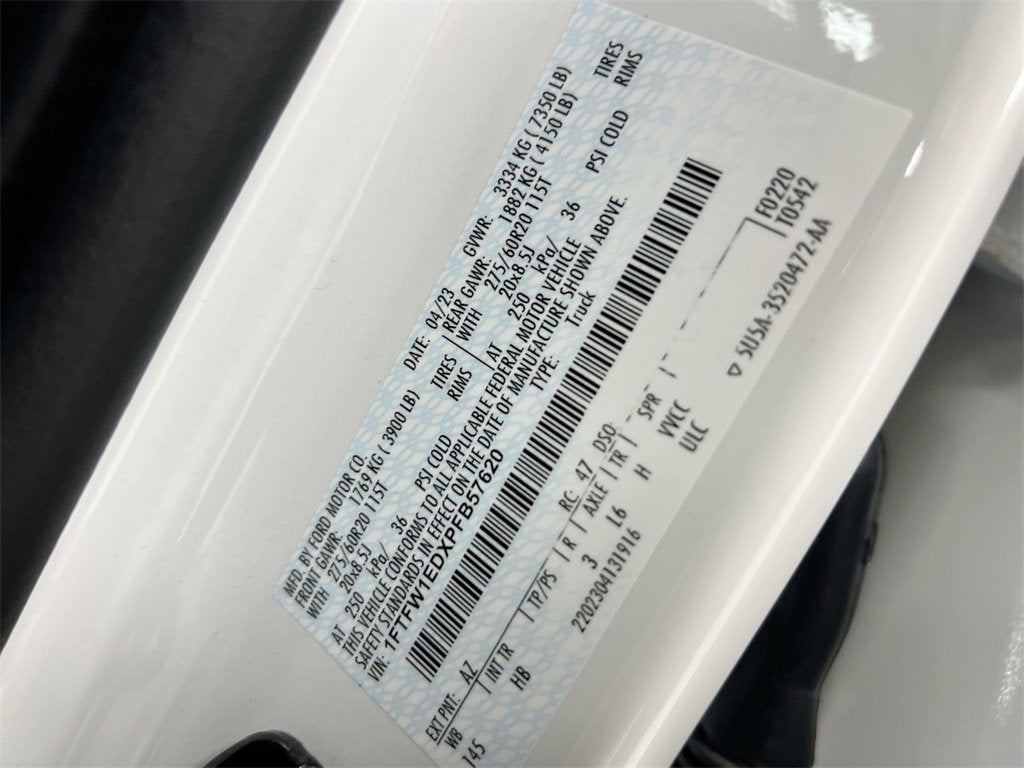 MFD. BY FORD MOTOR CO.
DATE: 04/23 GVWR: 3334 KG ( 7350 LB)
FRONT GAWR: 1769 KG ( 3900 LB) REAR GAWR: 1882 KG ( 4150 LB)
WITH 275/60R20 115T TIRES WITH 275/60R20 115T TIRES
20x8.5J RIMS 20x8.5J RIMS
AT 250 kPa/ 36 PSI COLD AT 250 kPa/ 36 PSI COLD
THIS VEHICLE CONFORMS TO ALL APPLICABLE FEDERAL MOTOR VEHICLE
SAFETY STANDARDS IN EFFECT ON THE DATE OF MANUFACTURE SHOWN ABOVE.
VIN: 1FTFW1EDXPFB57620 TYPE: Truck
EXT PNT: AZ RC: 47 DSO: F0220
WB INT TR TP/PS R AXLE TR SPR T0542
145 HB 3 L6 H VVCC
2202304131916 ULC
▽ 5U5A-3520472-AA